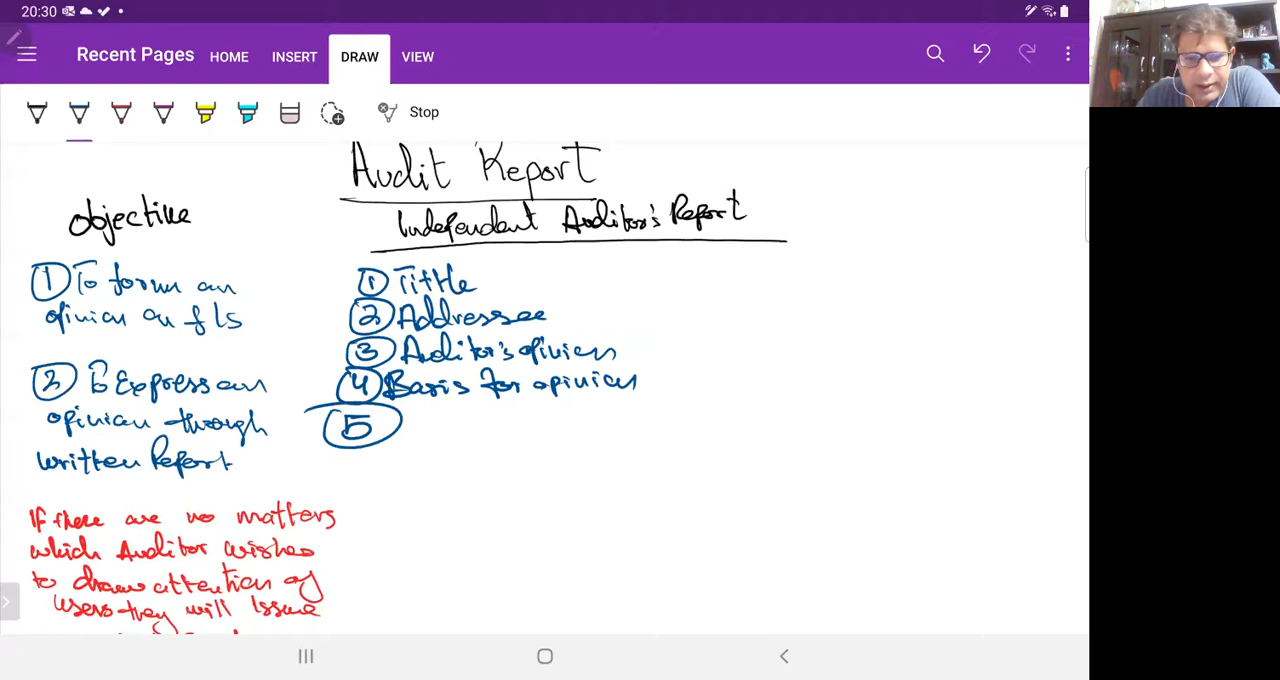 20:30
Recent Pages HOME INSERT DRAW VIEW
Stop
Audit Report
Independent Auditor's Report
Objective
① To form an
opinion on f/s
② To Express an
opinion through
written Report
If there are no matters
which Auditor wishes
to draw attention of
users they will Issue
① Tittle
② Addressee
③ Auditor's opinion
④ Basis for opinion
⑤